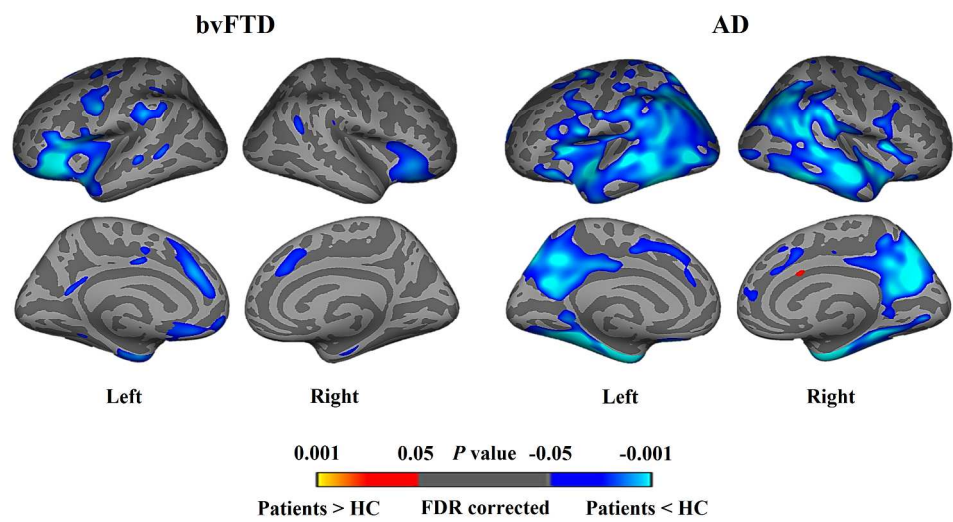 bvFTD AD
Left Right Left Right
0.001 0.05 P value -0.05 -0.001
Patients > HC FDR corrected Patients < HC